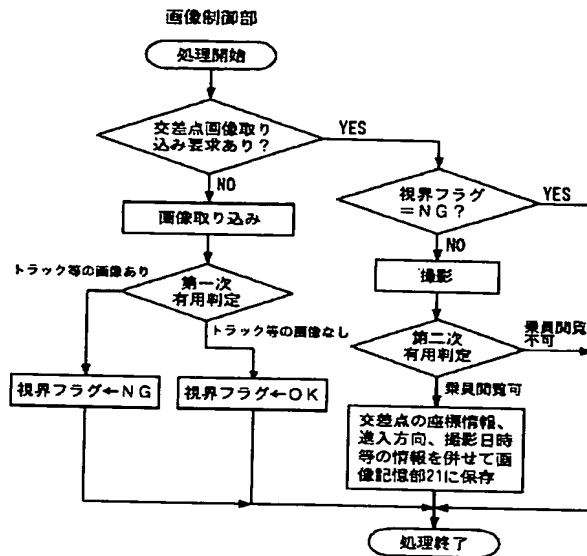 画像制御部
処理開始
交差点画像取り
込み要求あり？
YES
NO
視界フラグ
＝ＮＧ？
YES
画像取り込み
NO
トラック等の画像あり
第一次
有用判定
撮影
トラック等の画像なし
第二次
有用判定
乗員閲覧
不可
視界フラグ←ＮＧ
視界フラグ←ＯＫ
乗員閲覧可
交差点の座標情報、
進入方向、撮影日時
等の情報を併せて画
像記憶部21に保存
処理終了